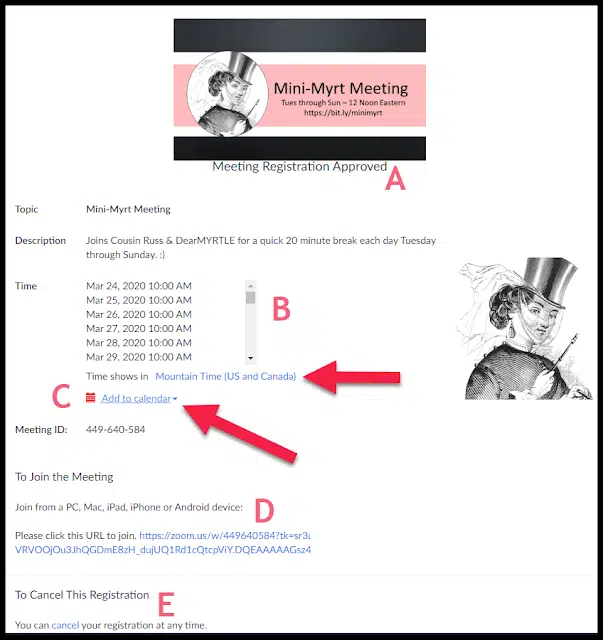 Mini-Myrt Meeting
Tues through Sun – 12 Noon Eastern
https://bit.ly/minimyrt
Meeting Registration Approved
A
Topic Mini-Myrt Meeting
Description Joins Cousin Russ & DearMYRTLE for a quick 20 minute break each day Tuesday
through Sunday. :)
Time Mar 24, 2020 10:00 AM
Mar 25, 2020 10:00 AM
Mar 26, 2020 10:00 AM
Mar 27, 2020 10:00 AM
Mar 28, 2020 10:00 AM
Mar 29, 2020 10:00 AM
B
Time shows in Mountain Time (US and Canada)
C
Add to calendar
Meeting ID: 449-640-584
To Join the Meeting
Join from a PC, Mac, iPad, iPhone or Android device:
D
Please click this URL to join. https://zoom.us/w/449640584?tk=sr3u
VRVOOjOu3JhQGDmE8zH_dujUQ1Rd1cQtcpViY.DQEAAAAAGsz4
To Cancel This Registration
E
You can cancel your registration at any time.